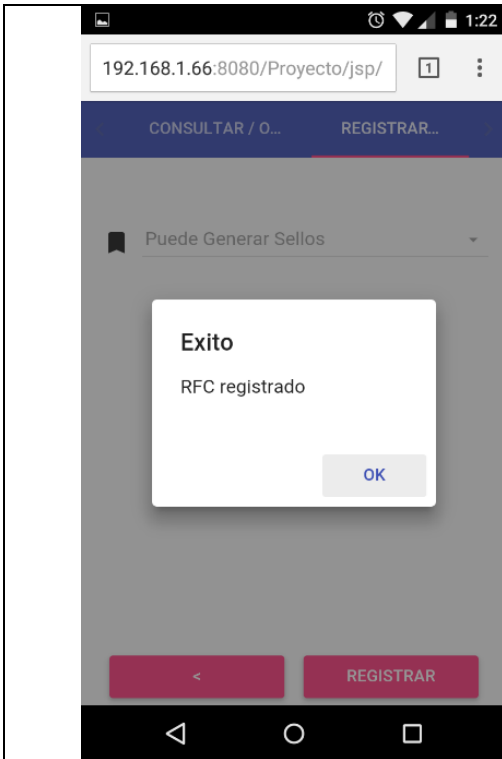 1:22
192.168.1.66:8080/Proyecto/jsp/
1
CONSULTAR / O...
REGISTRAR...
Puede Generar Sellos
Exito
RFC registrado
OK
<
REGISTRAR